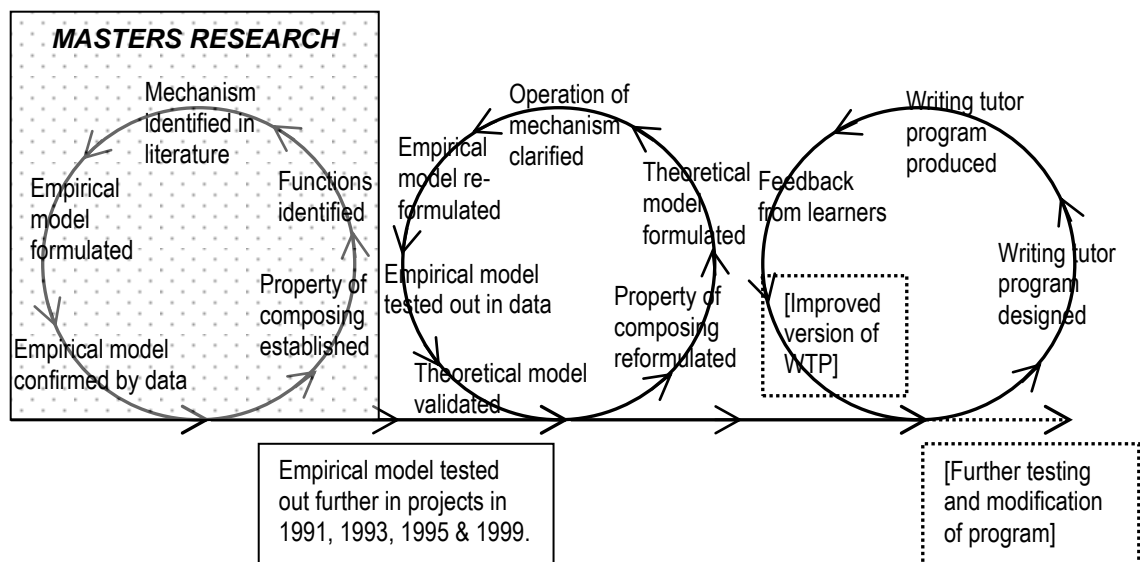 MASTERS RESEARCH
Mechanism
identified in
literature
Empirical
model
formulated
Functions
identified
Property of
composing
established
Empirical model
confirmed by data
Operation of
mechanism
clarified
Empirical
model re-
formulated
Theoretical
model
formulated
Empirical model
tested out in data
Property of
composing
reformulated
Theoretical model
validated
Writing tutor
program
produced
Feedback
from learners
Writing tutor
program
designed
[Improved
version of
WTP]
Empirical model tested
out further in projects in
1991, 1993, 1995 & 1999.
[Further testing
and modification
of program]